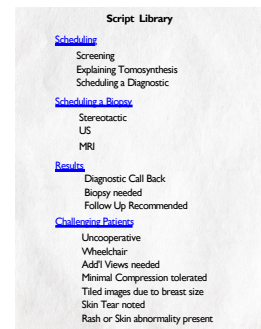 Script Library
Scheduling
Screening
Explaining Tomosynthesis
Scheduling a Diagnostic
Scheduling a Biopsy
Stereotactic
US
MRI
Results
Diagnostic Call Back
Biopsy needed
Follow Up Recommended
Challenging Patients
Uncooperative
Wheelchair
Add'l Views needed
Minimal Compression tolerated
Tiled images due to breast size
Skin Tear noted
Rash or Skin abnormality present